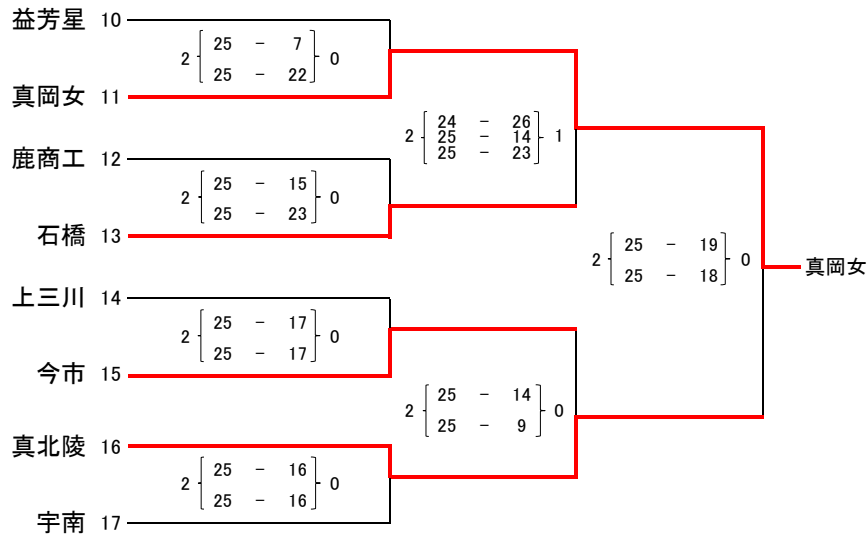 益芳星 10
2 25 - 7 0
25 - 22
真岡女 11
2 24 - 26 1
25 - 14
25 - 23
鹿商工 12
2 25 - 15 0
25 - 23
石橋 13
2 25 - 19 0
25 - 18
真岡女
上三川 14
2 25 - 17 0
25 - 17
今市 15
2 25 - 14 0
25 - 9
真北陵 16
2 25 - 16 0
25 - 16
宇南 17